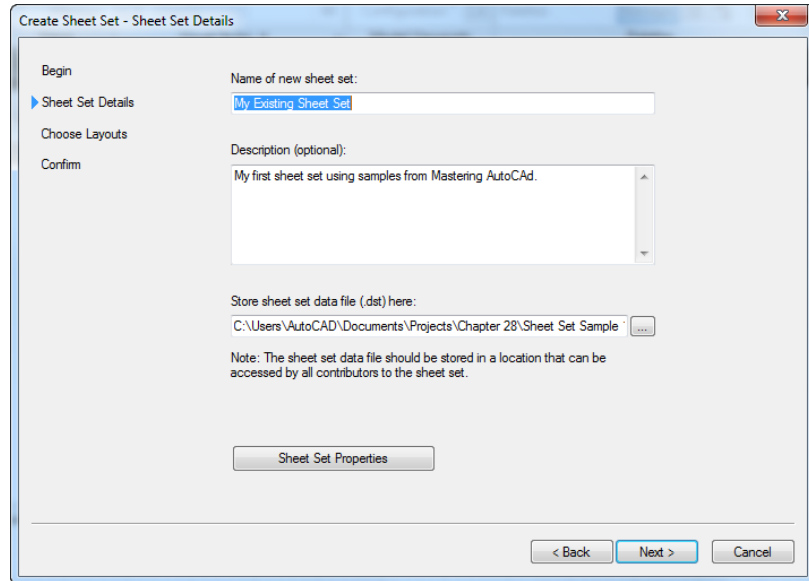 Create Sheet Set - Sheet Set Details
Begin
Sheet Set Details
Choose Layouts
Confirm
Name of new sheet set:
My Existing Sheet Set
Description (optional):
My first sheet set using samples from Mastering AutoCAd.
Store sheet set data file (.dst) here:
C:\Users\AutoCAD\Documents\Projects\Chapter 28\Sheet Set Sample
...
Note: The sheet set data file should be stored in a location that can be
accessed by all contributors to the sheet set.
Sheet Set Properties
< Back
Next >
Cancel